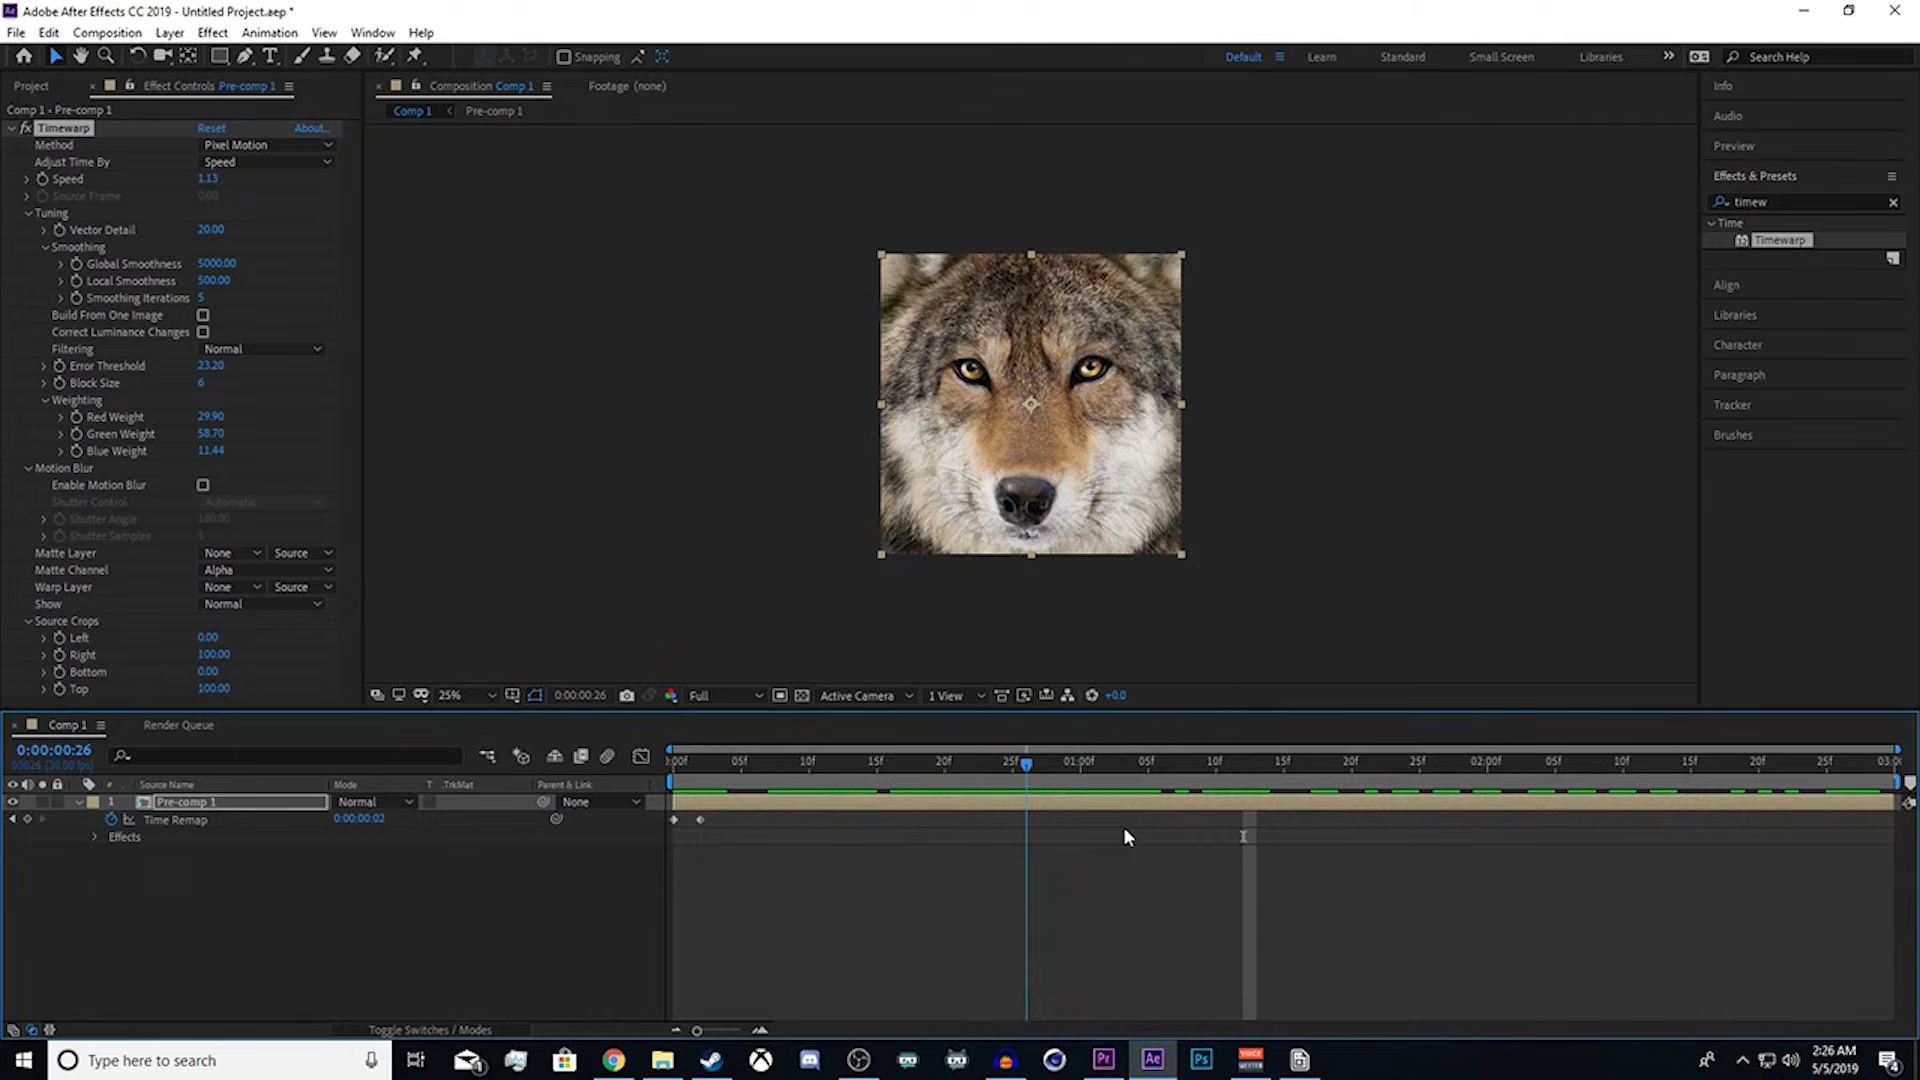 Adobe After Effects CC 2019 - Untitled Project.aep *
File Edit Composition Layer Effect Animation View Window Help
Snapping Default Learn Standard Small Screen Libraries Search Help
Project Effect Controls Pre-comp 1
Composition Comp 1 Footage (none)
Info
Comp 1 • Pre-comp 1
Comp 1 Pre-comp 1
Audio
fx Timewarp Reset About...
Method Pixel Motion
Preview
Adjust Time By Speed
Speed 1.13
Effects & Presets
Source Frame 0.00
timew
Tuning
Time
Vector Detail 20.00
Timewarp
Smoothing
Global Smoothness 5000.00
Local Smoothness 500.00
Align
Smoothing Iterations 5
Build From One Image
Libraries
Correct Luminance Changes
Filtering Normal
Character
Error Threshold 23.20
Paragraph
Block Size 6
Weighting
Tracker
Red Weight 29.90
Green Weight 58.70
Brushes
Blue Weight 11.44
Motion Blur
Enable Motion Blur
Shutter Control Automatic
Shutter Angle 180.00
Shutter Samples 5
Matte Layer None Source
Matte Channel Alpha
Warp Layer None Source
Show Normal
Source Crops
Left 0.00
Right 100.00
Bottom 0.00
Top 100.00
25% 0:00:00:26 Full Active Camera 1 View +0.0
Comp 1 Render Queue
0:00:00:26
00026 (30.00 fps)
:00f 05f 10f 15f 20f 25f 01:00f 05f 10f 15f 20f 25f 02:00f 05f 10f 15f 20f 25f 03:0
# Source Name Mode T .TrkMat Parent & Link
1 Pre-comp 1 Normal None
Time Remap 0:00:00:02
Effects
Toggle Switches / Modes
Type here to search
Pr Ae Ps
2:26 AM
5/5/2019
4